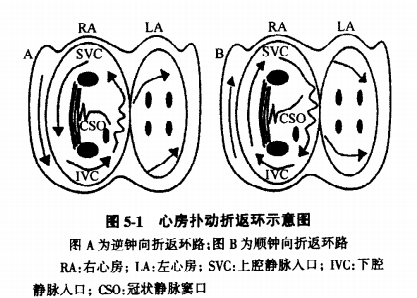 RA LA RA LA
A SVC B SVC
CSO CSO
IVC IVC
图 5-1 心房扑动折返环示意图
图 A 为逆钟向折返环路;图 B 为顺钟向折返环路
RA:右心房; LA:左心房; SVC:上腔静脉入口; IVC:下腔
静脉人口; CSO:冠状静脉窦口